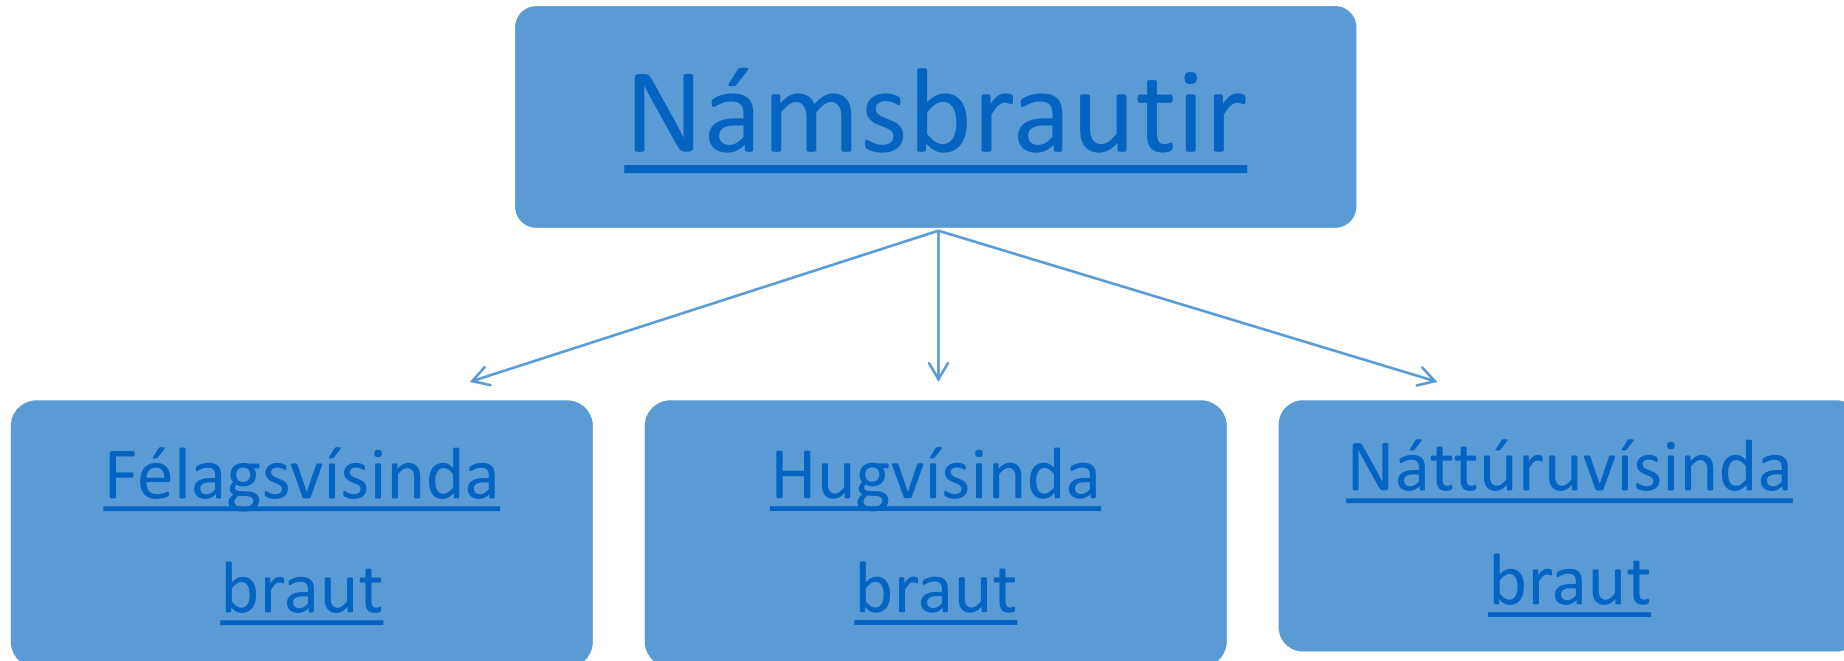 Námsbrautir
Félagsvísinda
braut
Hugvísinda
braut
Náttúruvísinda
braut